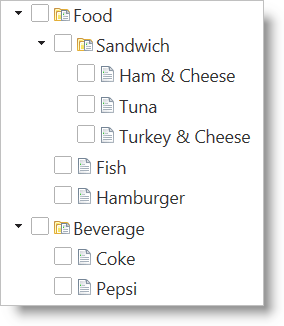 Food
Sandwich
Ham & Cheese
Tuna
Turkey & Cheese
Fish
Hamburger
Beverage
Coke
Pepsi